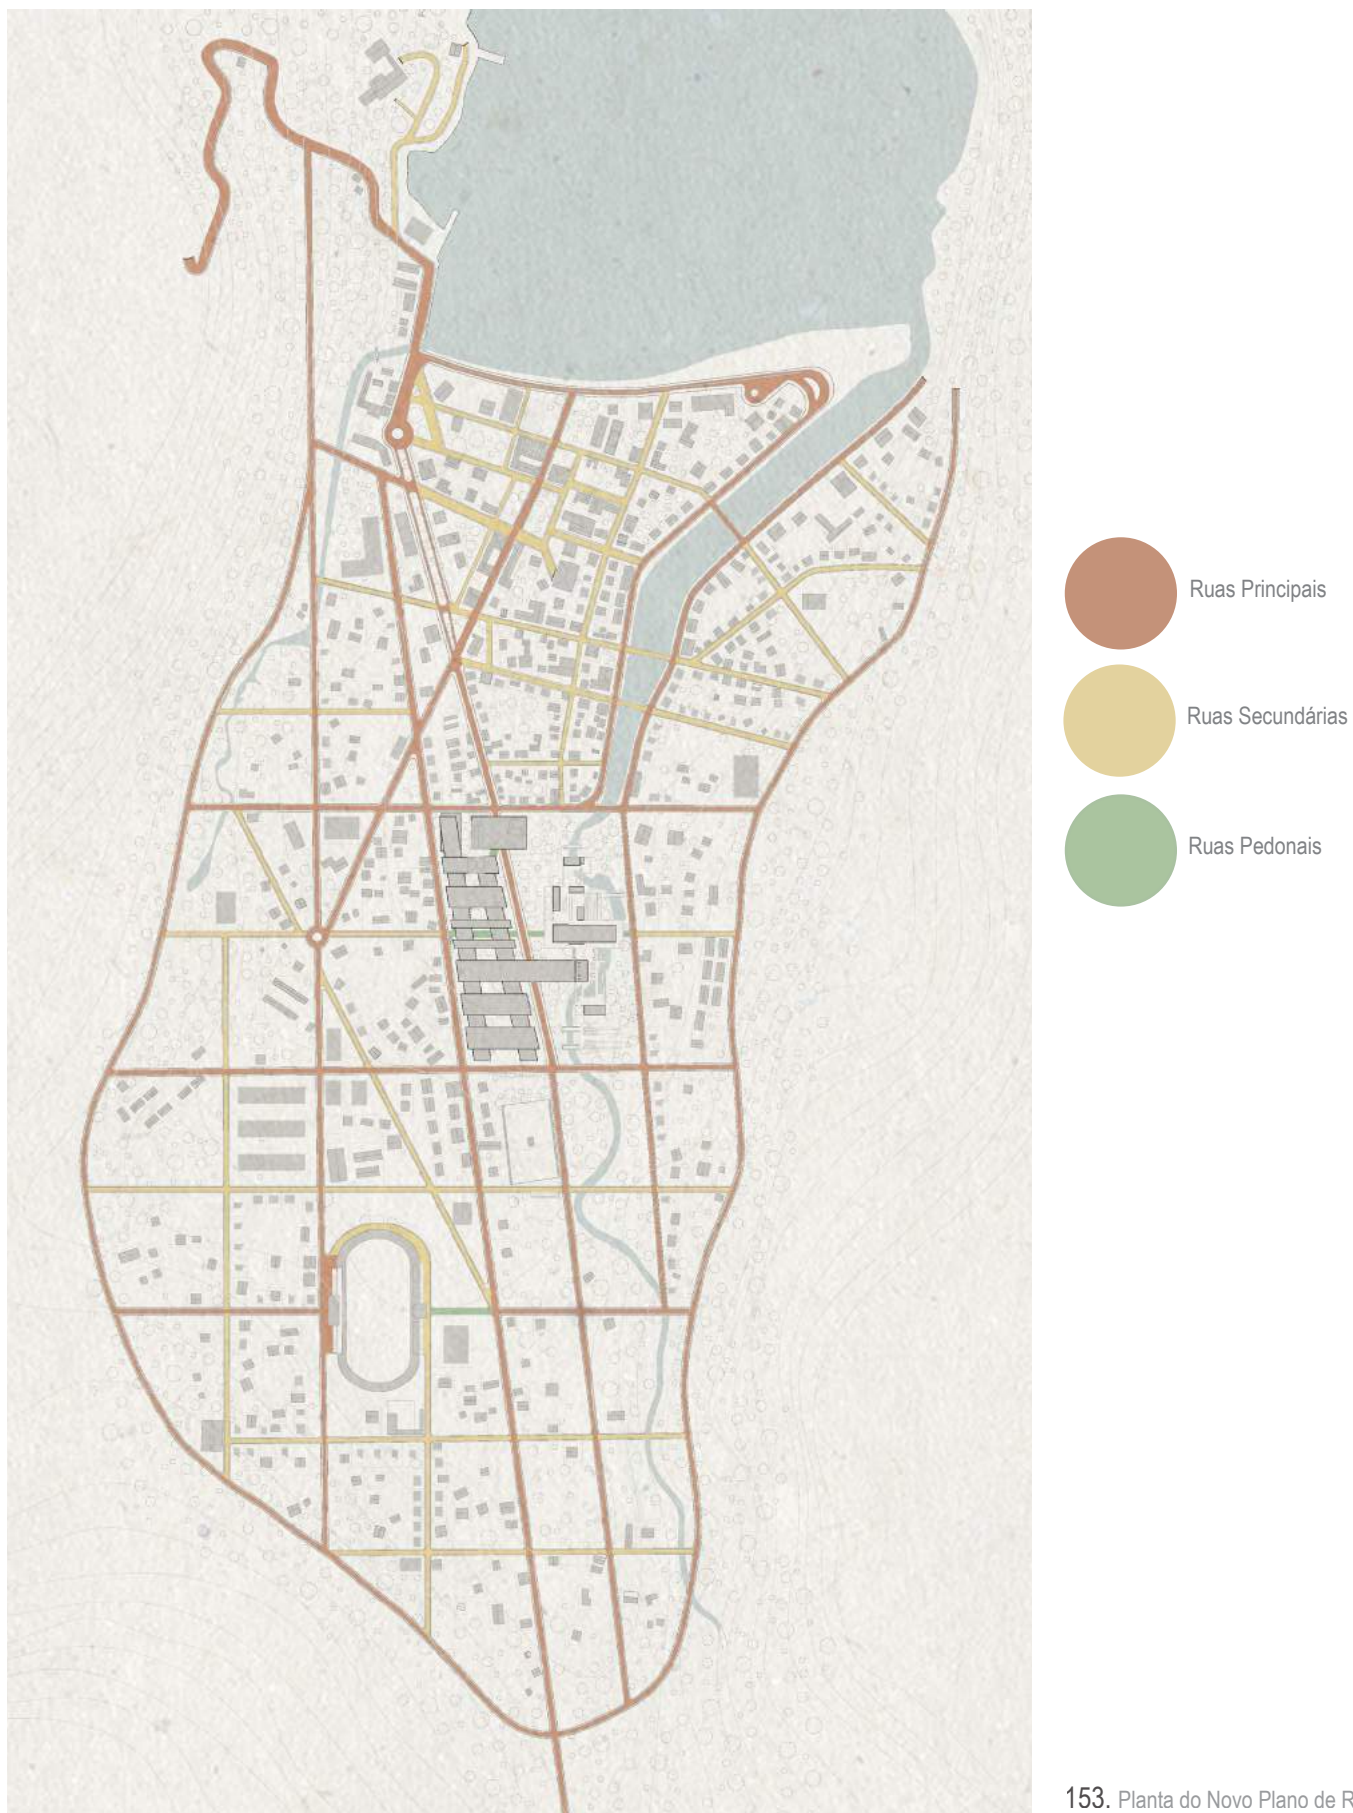 Ruas Principais
Ruas Secundárias
Ruas Pedonais
153. Planta do Novo Plano de R